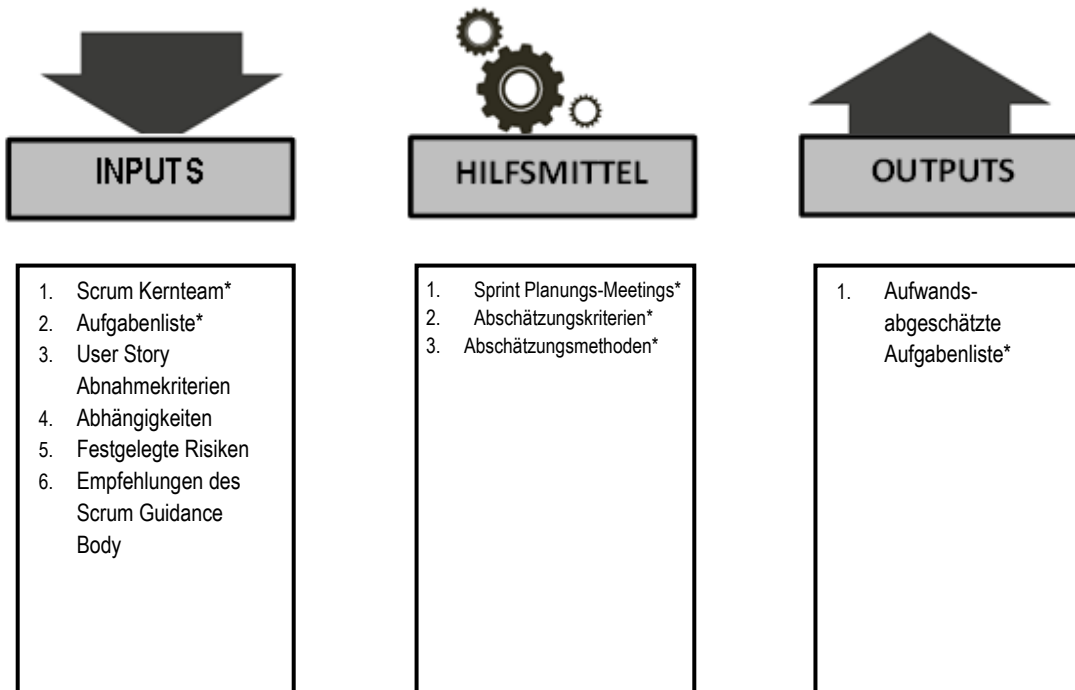 INPUTS
1. Scrum Kernteam*
2. Aufgabenliste*
3. User Story
Abnahmekriterien
4. Abhängigkeiten
5. Festgelegte Risiken
6. Empfehlungen des
Scrum Guidance
Body
HILFSMITTEL
1. Sprint Planungs-Meetings*
2. Abschätzungskriterien*
3. Abschätzungsmethoden*
OUTPUTS
1. Aufwands-
abgeschätzte
Aufgabenliste*